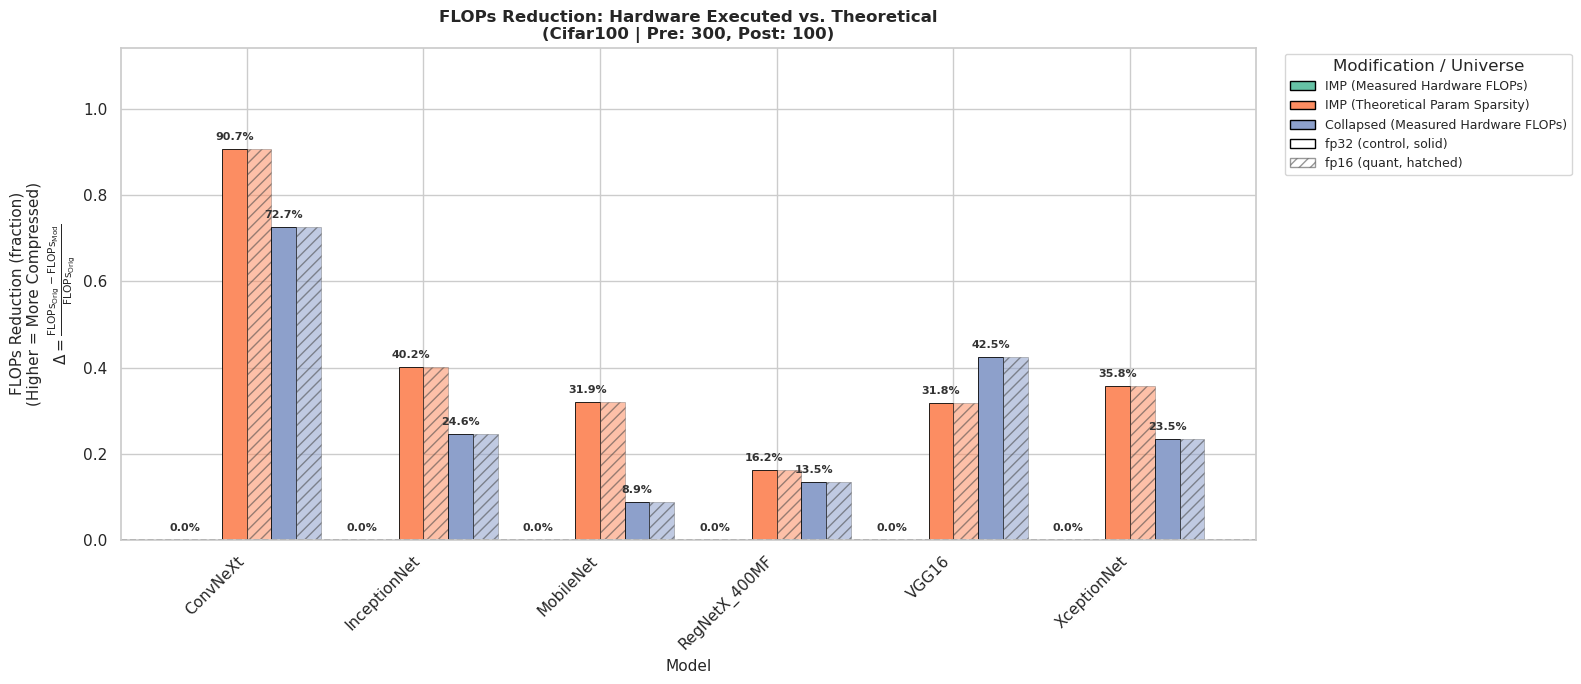 FLOPs Reduction: Hardware Executed vs. Theoretical
(Cifar100 | Pre: 300, Post: 100)
FLOPs Reduction (fraction)
(Higher = More Compressed)
Δ = (FLOPs_Orig − FLOPs_Mod) / FLOPs_Orig
1.0
0.8
0.6
0.4
0.2
0.0
0.0%
90.7%
72.7%
0.0%
40.2%
24.6%
0.0%
31.9%
8.9%
0.0%
16.2%
13.5%
0.0%
31.8%
42.5%
0.0%
35.8%
23.5%
ConvNeXt
InceptionNet
MobileNet
RegNetX_400MF
VGG16
XceptionNet
Model
Modification / Universe
IMP (Measured Hardware FLOPs)
IMP (Theoretical Param Sparsity)
Collapsed (Measured Hardware FLOPs)
fp32 (control, solid)
fp16 (quant, hatched)